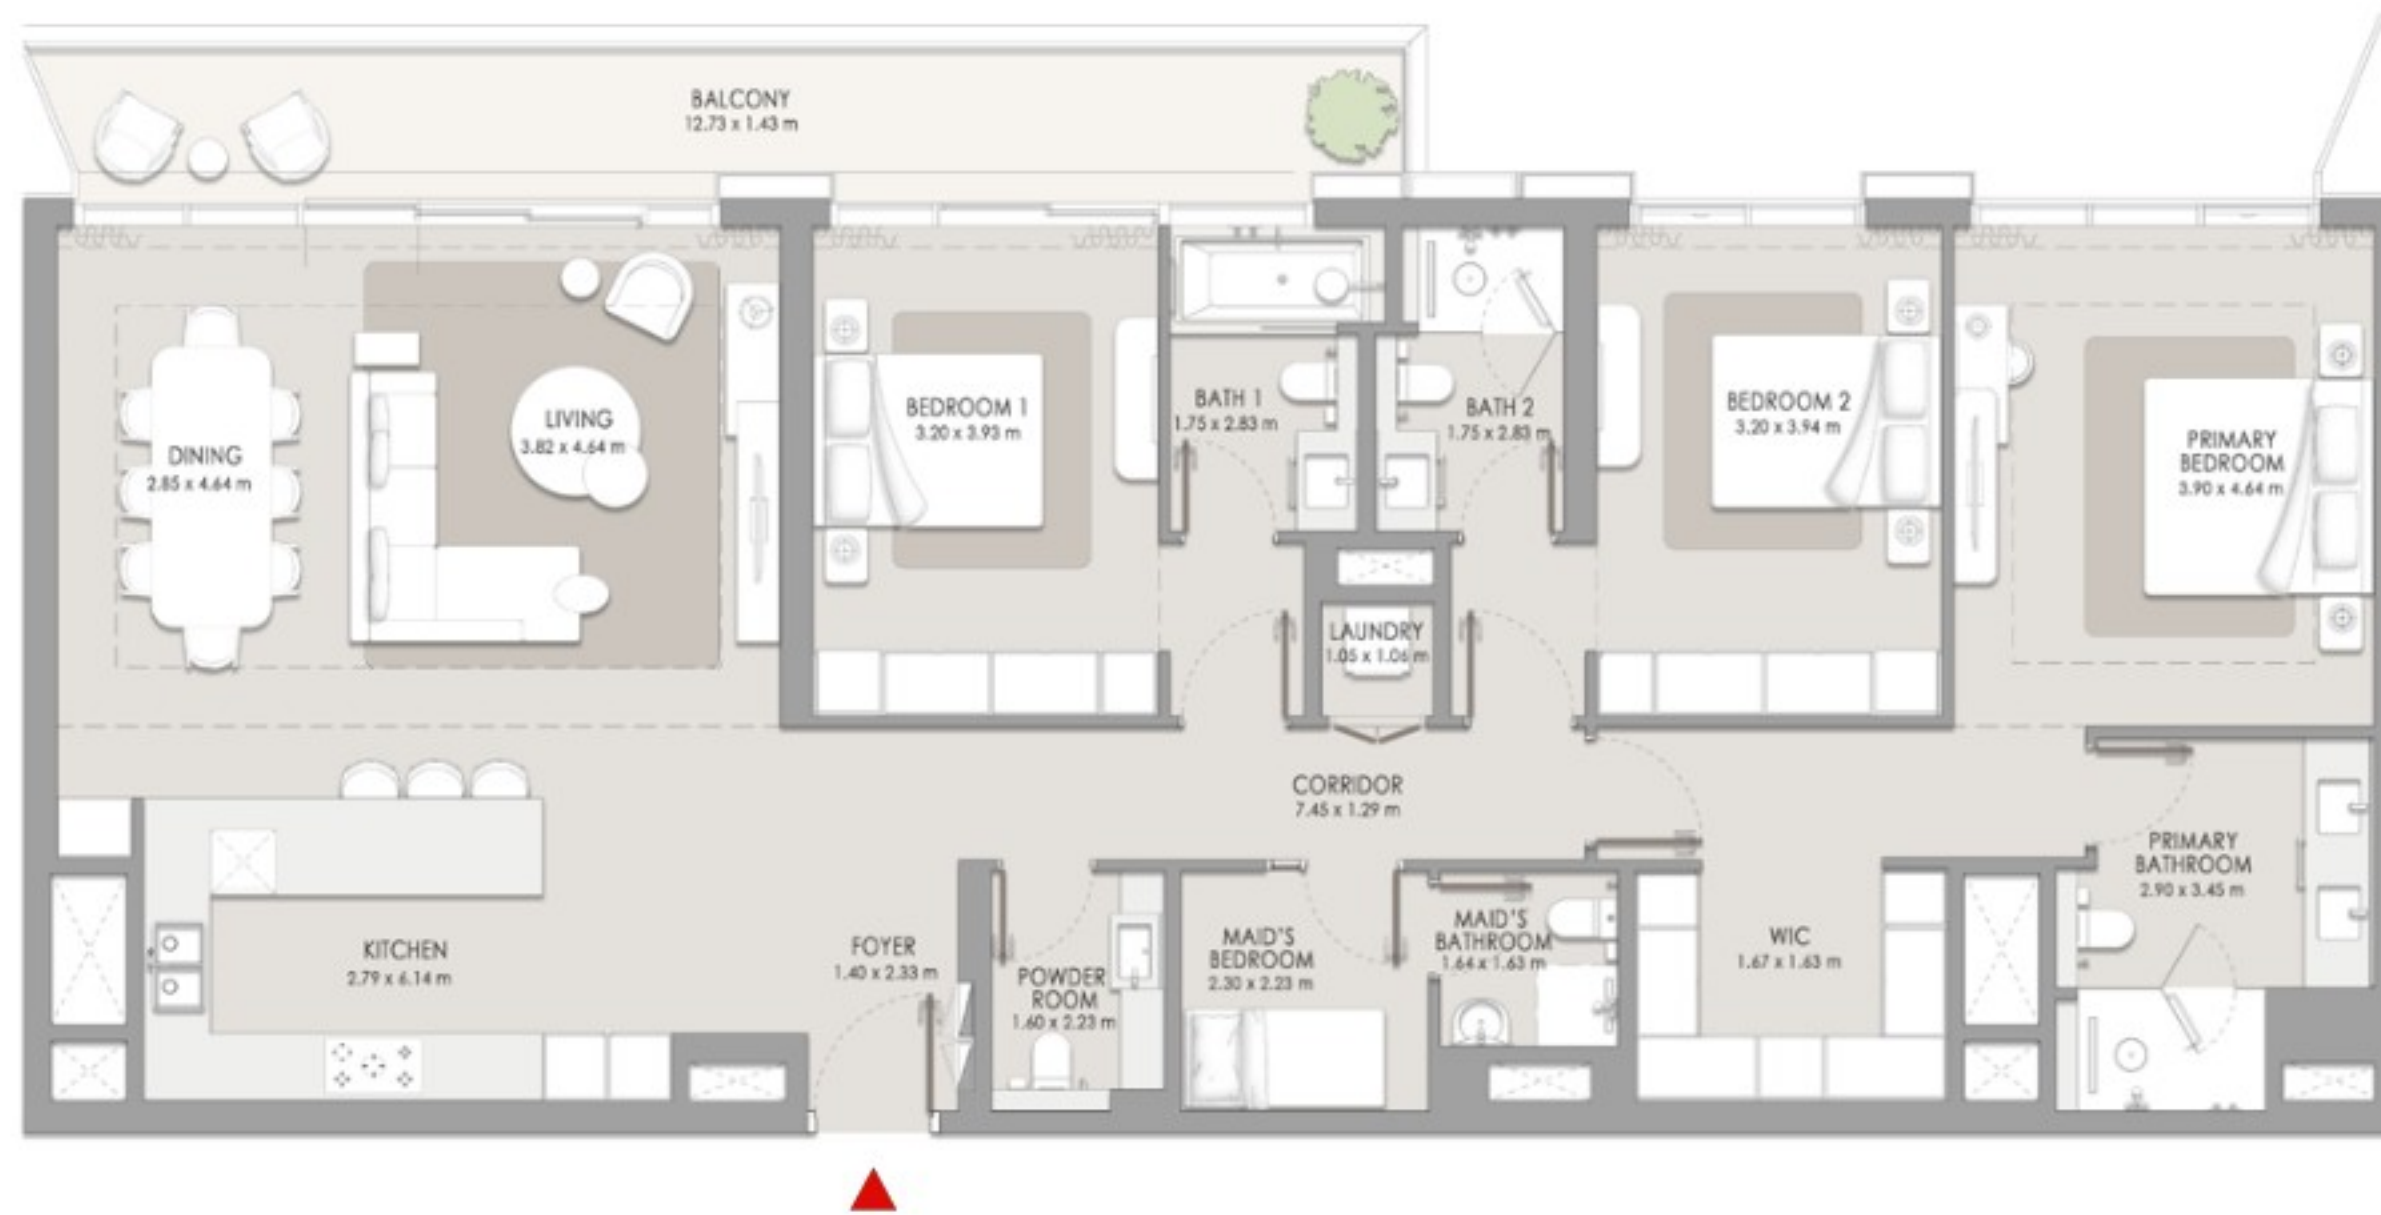 BALCONY
12.73 x 1.43 m
DINING
2.85 x 4.64 m
LIVING
3.82 x 4.64 m
BEDROOM 1
3.20 x 3.93 m
BATH 1
1.75 x 2.83 m
BATH 2
1.75 x 2.83 m
BEDROOM 2
3.20 x 3.94 m
PRIMARY
BEDROOM
3.90 x 4.64 m
LAUNDRY
1.05 x 1.06 m
CORRIDOR
7.45 x 1.29 m
KITCHEN
2.79 x 6.14 m
FOYER
1.40 x 2.33 m
POWDER
ROOM
1.60 x 2.23 m
MAID'S
BEDROOM
2.30 x 2.23 m
MAID'S
BATHROOM
1.64 x 1.63 m
WIC
1.67 x 1.63 m
PRIMARY
BATHROOM
2.90 x 3.45 m